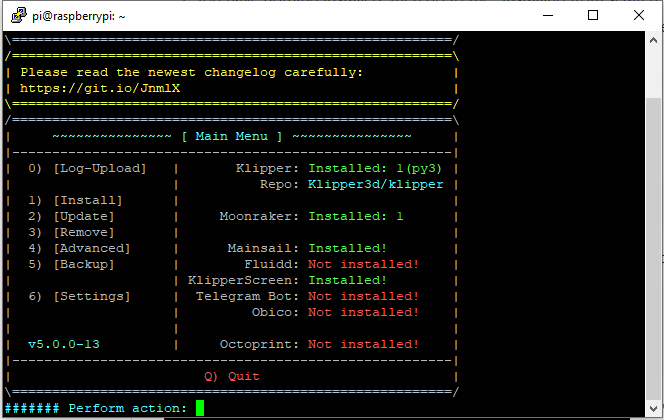 pi@raspberrypi: ~
\=======================================================/
/=======================================================\
| Please read the newest changelog carefully: |
| https://git.io/JnmlX |
\=======================================================/
/=======================================================\
| ~~~~~~~~~~~~~~~ [ Main Menu ] ~~~~~~~~~~~~~~~ |
|-------------------------------------------------------|
| 0) [Log-Upload] | Klipper: Installed: 1(py3) |
| | Repo: Klipper3d/klipper |
| 1) [Install] | |
| 2) [Update] | Moonraker: Installed: 1 |
| 3) [Remove] | |
| 4) [Advanced] | Mainsail: Installed! |
| 5) [Backup] | Fluidd: Not installed! |
| | KlipperScreen: Installed! |
| 6) [Settings] | Telegram Bot: Not installed! |
| | Obico: Not installed! |
| | |
| v5.0.0-13 | Octoprint: Not installed! |
|-------------------------------------------------------|
| Q) Quit |
\=======================================================/
####### Perform action: